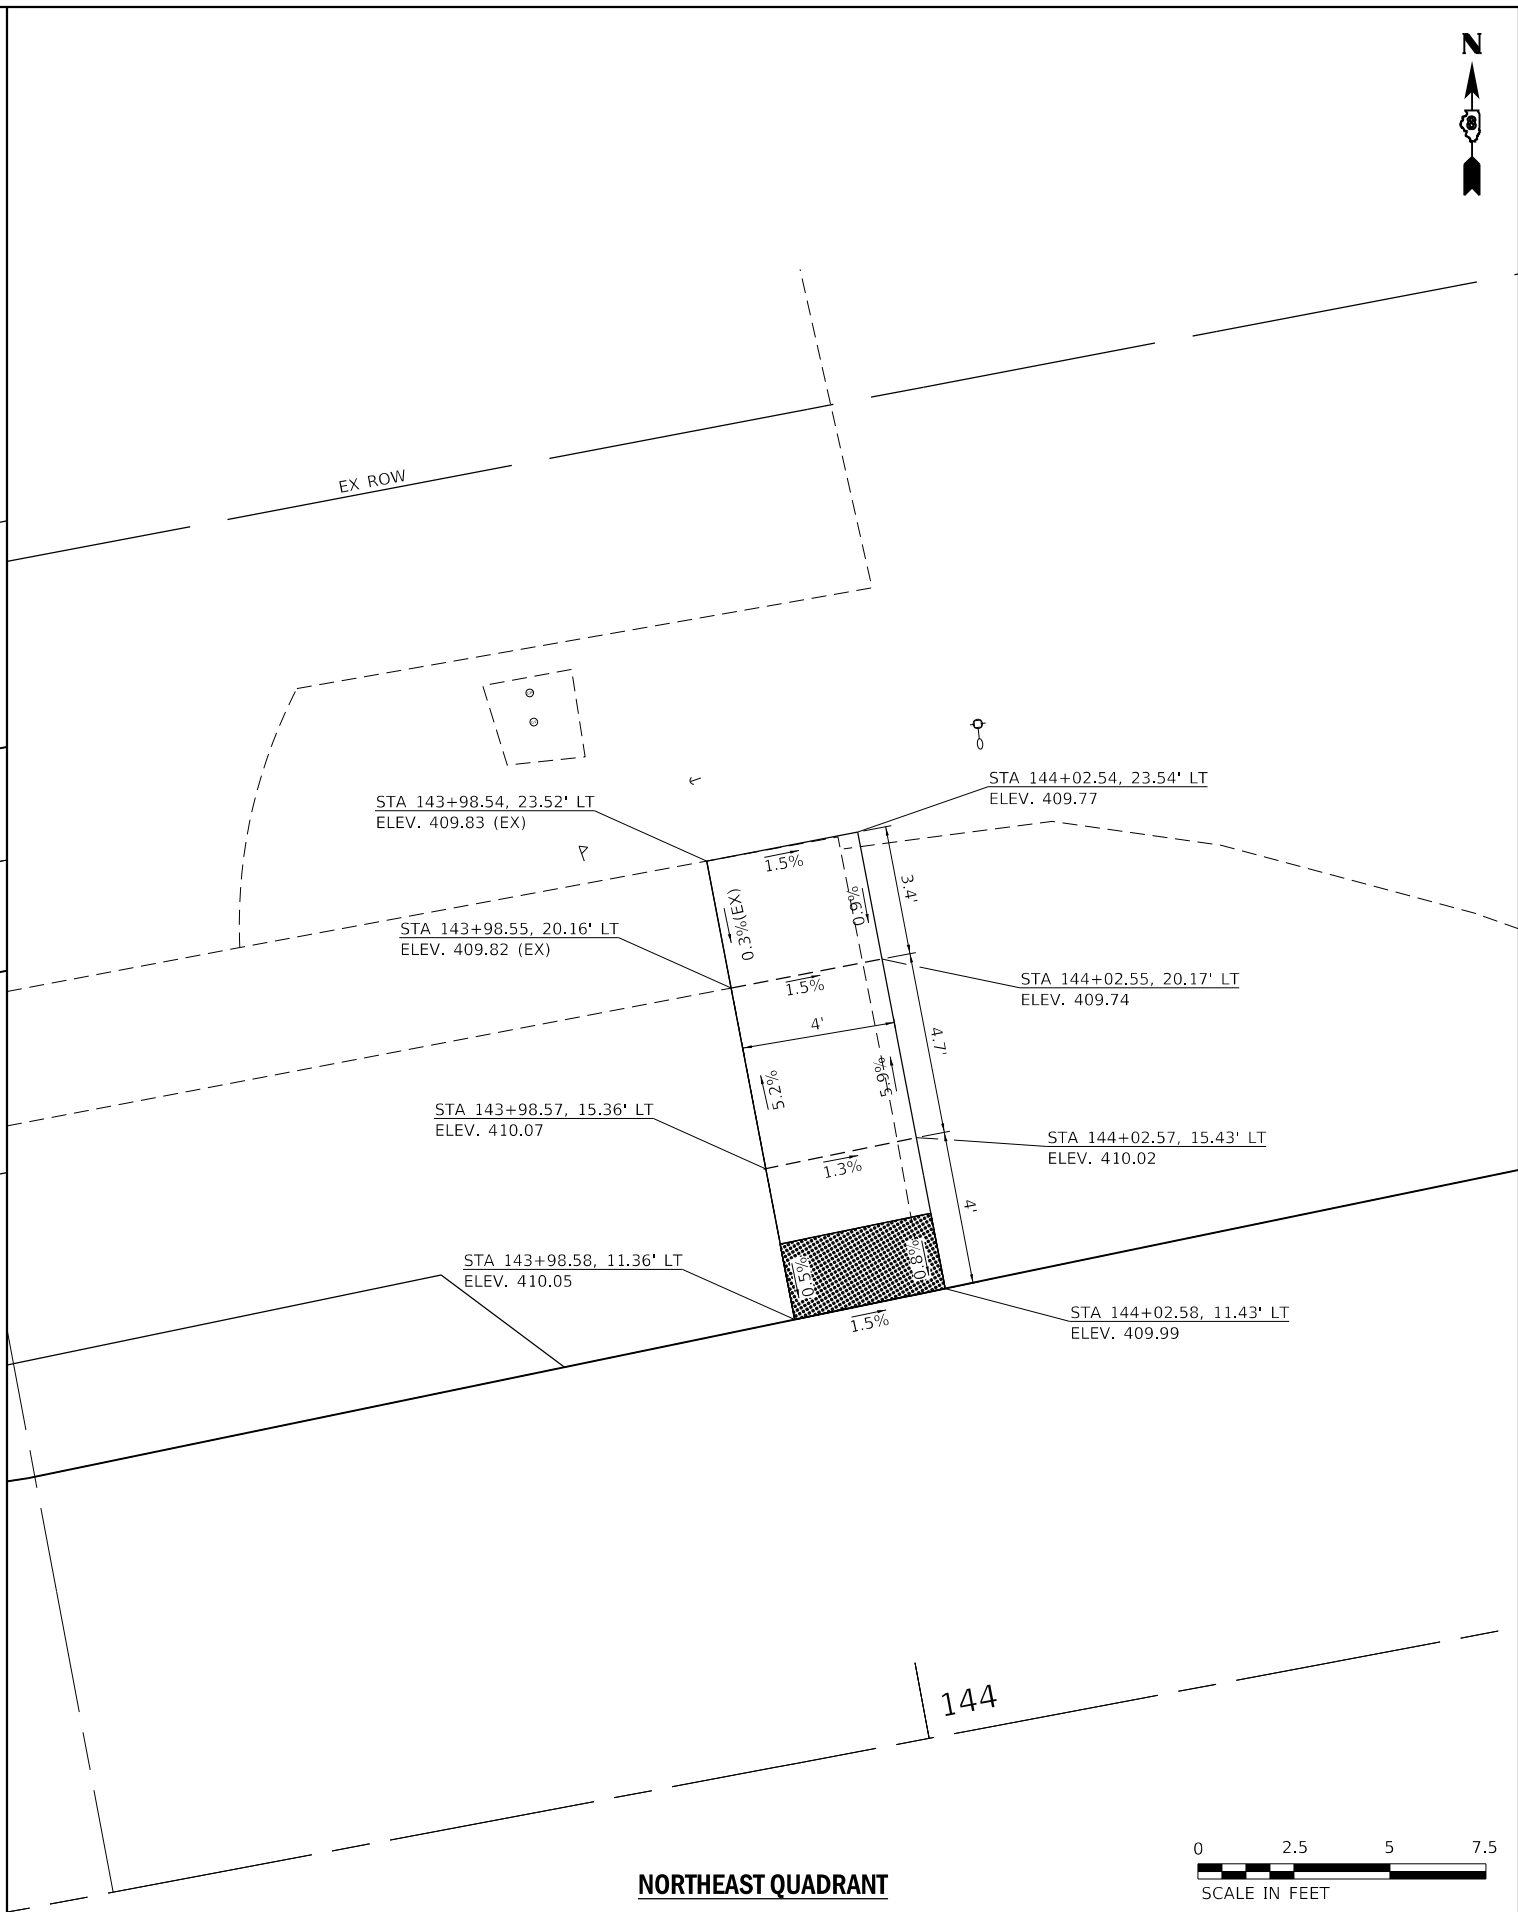 N
8
EX ROW
STA 144+02.54, 23.54' LT
ELEV. 409.77
STA 143+98.54, 23.52' LT
ELEV. 409.83 (EX)
1.5%
3.4'
0.3%(EX)
0.9%
STA 143+98.55, 20.16' LT
ELEV. 409.82 (EX)
1.5%
STA 144+02.55, 20.17' LT
ELEV. 409.74
4'
4.7'
5.2%
5.9%
STA 143+98.57, 15.36' LT
ELEV. 410.07
1.3%
STA 144+02.57, 15.43' LT
ELEV. 410.02
4'
STA 143+98.58, 11.36' LT
ELEV. 410.05
0.5%
0.8%
1.5%
STA 144+02.58, 11.43' LT
ELEV. 409.99
144
NORTHEAST QUADRANT
0 2.5 5 7.5
SCALE IN FEET